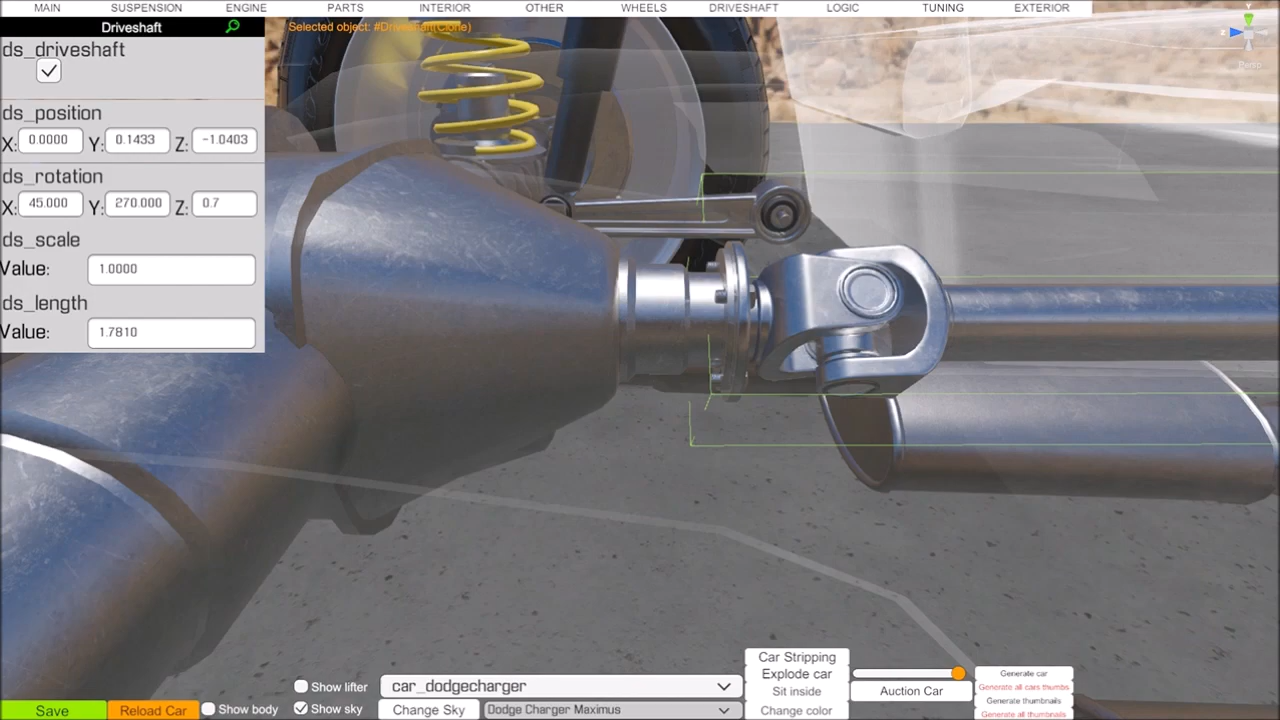 MAIN SUSPENSION ENGINE PARTS INTERIOR OTHER WHEELS DRIVESHAFT LOGIC TUNING EXTERIOR
Driveshaft
Selected object: #Driveshaft(Clone)
ds_driveshaft
ds_position
X: 0.0000 Y: 0.1433 Z: -1.0403
ds_rotation
X: 45.000 Y: 270.000 Z: 0.7
ds_scale
Value: 1.0000
ds_length
Value: 1.7810
Y
Persp
Show lifter
car_dodgecharger
Car Stripping
Explode car
Sit inside
Change color
Auction Car
Generate car
Generate all cars thumbs
Generate thumbnails
Generate all thumbnails
Save
Reload Car
Show body
Show sky
Change Sky
Dodge Charger Maximus